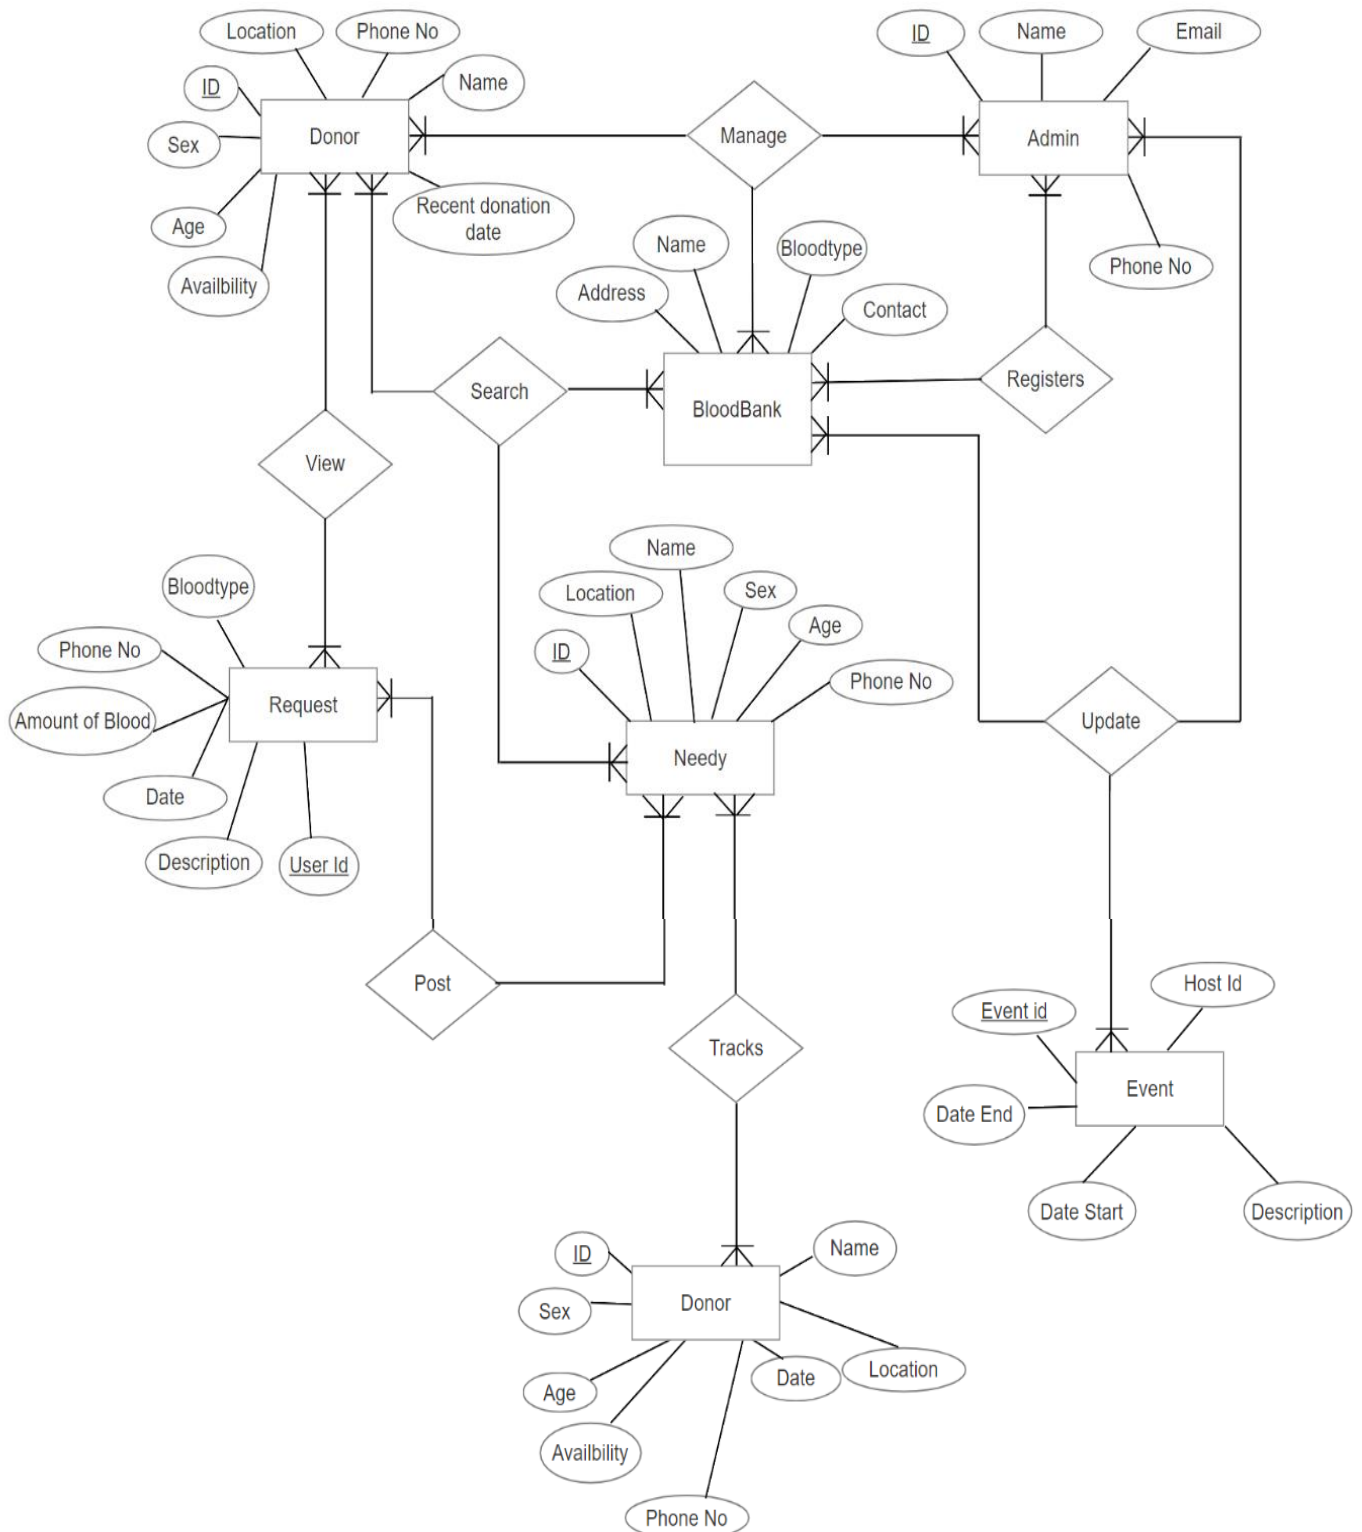 Location
Phone No
ID
Name
Email
ID
Name
Donor
Manage
Admin
Sex
Recent donation
date
Age
Name
Bloodtype
Phone No
Availbility
Address
Contact
Search
BloodBank
Registers
View
Name
Bloodtype
Location
Sex
Age
Phone No
ID
Phone No
Request
Amount of Blood
Needy
Update
Date
Description
User Id
Post
Host Id
Event id
Tracks
Event
Date End
Date Start
Description
ID
Name
Donor
Sex
Location
Date
Age
Availbility
Phone No